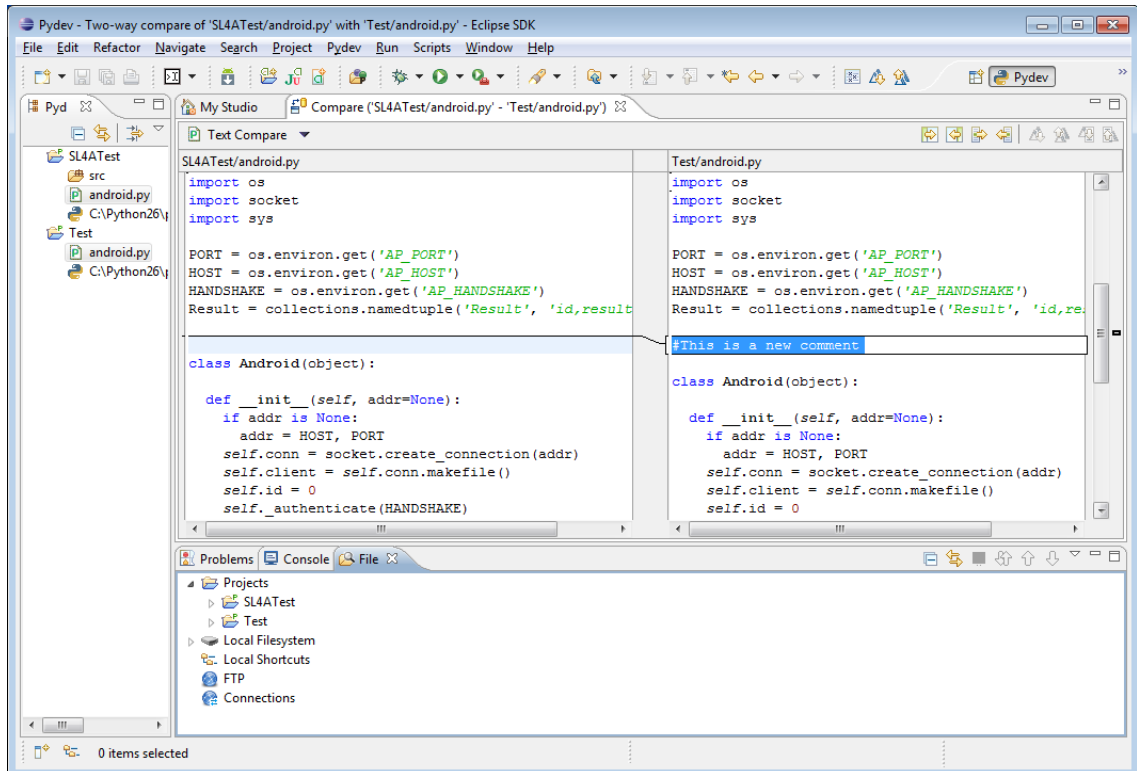 Pydev - Two-way compare of 'SL4ATest/android.py' with 'Test/android.py' - Eclipse SDK
File Edit Refactor Navigate Search Project Pydev Run Scripts Window Help
Pydev
Pyd
My Studio
Compare ('SL4ATest/android.py' - 'Test/android.py')
Text Compare
SL4ATest
src
android.py
C:\Python26\
Test
android.py
C:\Python26\
SL4ATest/android.py
import os
import socket
import sys
PORT = os.environ.get('AP_PORT')
HOST = os.environ.get('AP_HOST')
HANDSHAKE = os.environ.get('AP_HANDSHAKE')
Result = collections.namedtuple('Result', 'id,result
class Android(object):
def __init__(self, addr=None):
if addr is None:
addr = HOST, PORT
self.conn = socket.create_connection(addr)
self.client = self.conn.makefile()
self.id = 0
self._authenticate(HANDSHAKE)
Test/android.py
import os
import socket
import sys
PORT = os.environ.get('AP_PORT')
HOST = os.environ.get('AP_HOST')
HANDSHAKE = os.environ.get('AP_HANDSHAKE')
Result = collections.namedtuple('Result', 'id,re
#This is a new comment
class Android(object):
def __init__(self, addr=None):
if addr is None:
addr = HOST, PORT
self.conn = socket.create_connection(addr)
self.client = self.conn.makefile()
self.id = 0
Problems Console File
Projects
SL4ATest
Test
Local Filesystem
Local Shortcuts
FTP
Connections
0 items selected